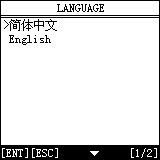 LANGUAGE
>简体中文
English
[ENT][ESC] ▼ [1/2]